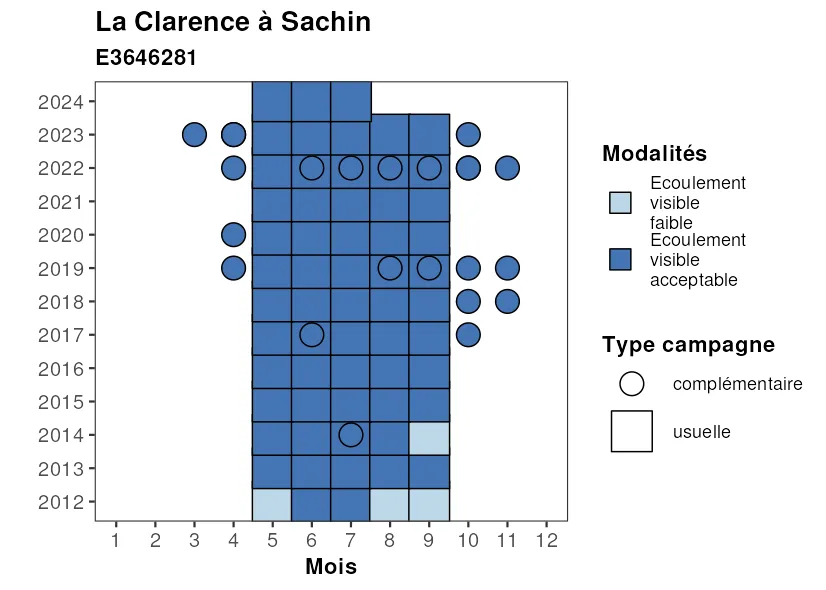 La Clarence à Sachin
E3646281
2024
2023
2022
2021
2020
2019
2018
2017
2016
2015
2014
2013
2012
1 2 3 4 5 6 7 8 9 10 11 12
Mois
Modalités
Ecoulement
visible
faible
Ecoulement
visible
acceptable
Type campagne
complémentaire
usuelle